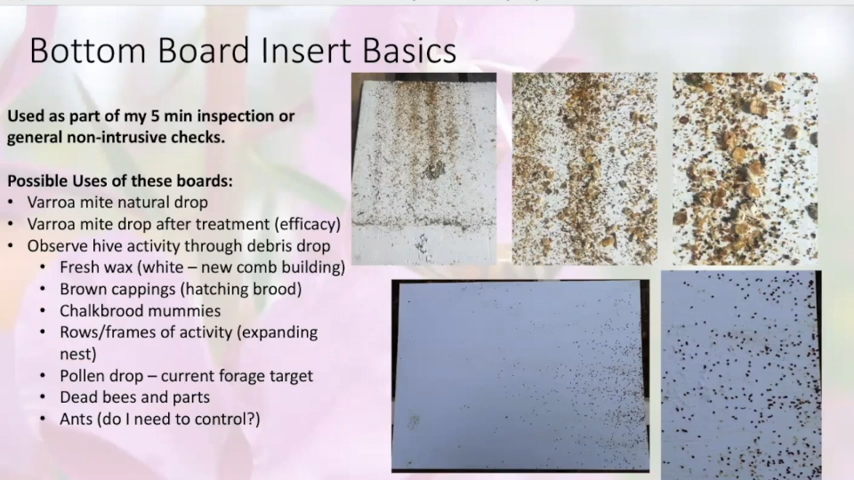 Bottom Board Insert Basics
Used as part of my 5 min inspection or
general non-intrusive checks.
Possible Uses of these boards:
• Varroa mite natural drop
• Varroa mite drop after treatment (efficacy)
• Observe hive activity through debris drop
• Fresh wax (white – new comb building)
• Brown cappings (hatching brood)
• Chalkbrood mummies
• Rows/frames of activity (expanding
nest)
• Pollen drop – current forage target
• Dead bees and parts
• Ants (do I need to control?)